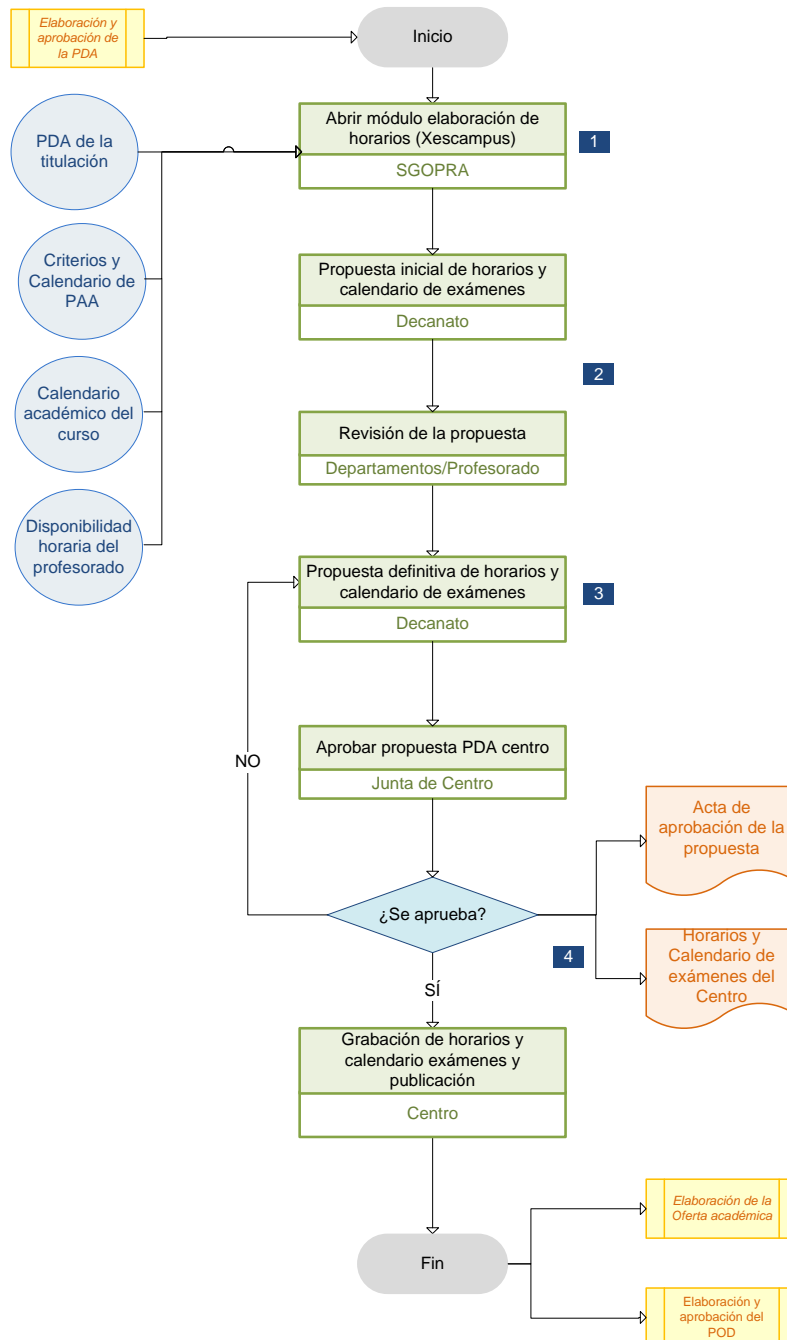 Elaboración y
aprobación de
la PDA
Inicio
Abrir módulo elaboración de
horarios (Xescampus)
SGOPRA
1
PDA de la
titulación
Criterios y
Calendario de
PAA
Propuesta inicial de horarios y
calendario de exámenes
Decanato
2
Calendario
académico del
curso
Revisión de la propuesta
Departamentos/Profesorado
Disponibilidad
horaria del
profesorado
Propuesta definitiva de horarios y
calendario de exámenes
Decanato
3
Aprobar propuesta PDA centro
Junta de Centro
NO
Acta de
aprobación de la
propuesta
¿Se aprueba?
4
Horarios y
Calendario de
exámenes del
Centro
SÍ
Grabación de horarios y
calendario exámenes y
publicación
Centro
Elaboración de la
Oferta académica
Fin
Elaboración y
aprobación del
POD